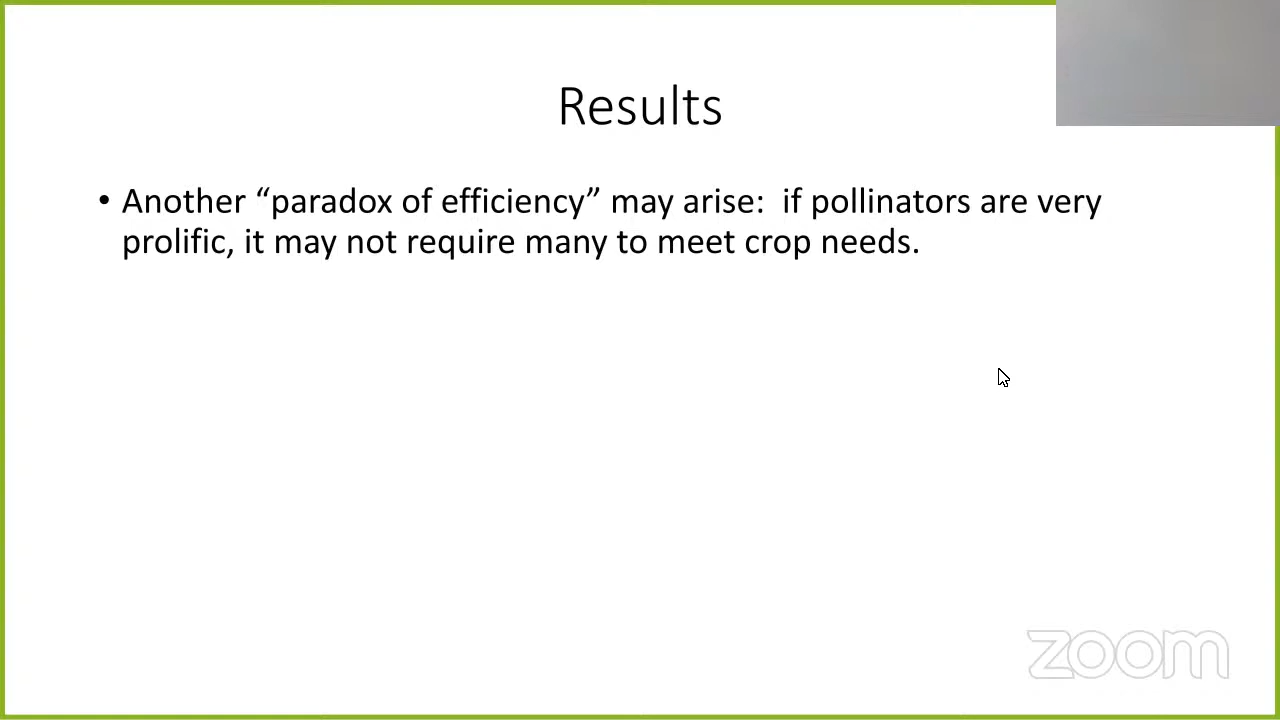 Results
• Another “paradox of efficiency” may arise:  if pollinators are very
prolific, it may not require many to meet crop needs.
zoom